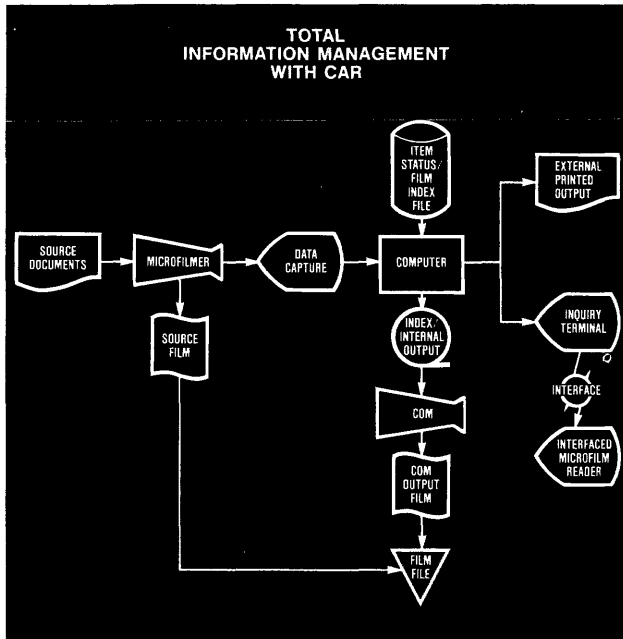 TOTAL
INFORMATION MANAGEMENT
WITH CAR
ITEM
STATUS/
FILM
INDEX
FILE
EXTERNAL
PRINTED
OUTPUT
SOURCE
DOCUMENTS
MICROFILMER
DATA
CAPTURE
COMPUTER
SOURCE
FILM
INDEX/
INTERNAL
OUTPUT
INQUIRY
TERMINAL
COM
INTERFACE
COM
OUTPUT
FILM
INTERFACED
MICROFILM
READER
FILM
FILE